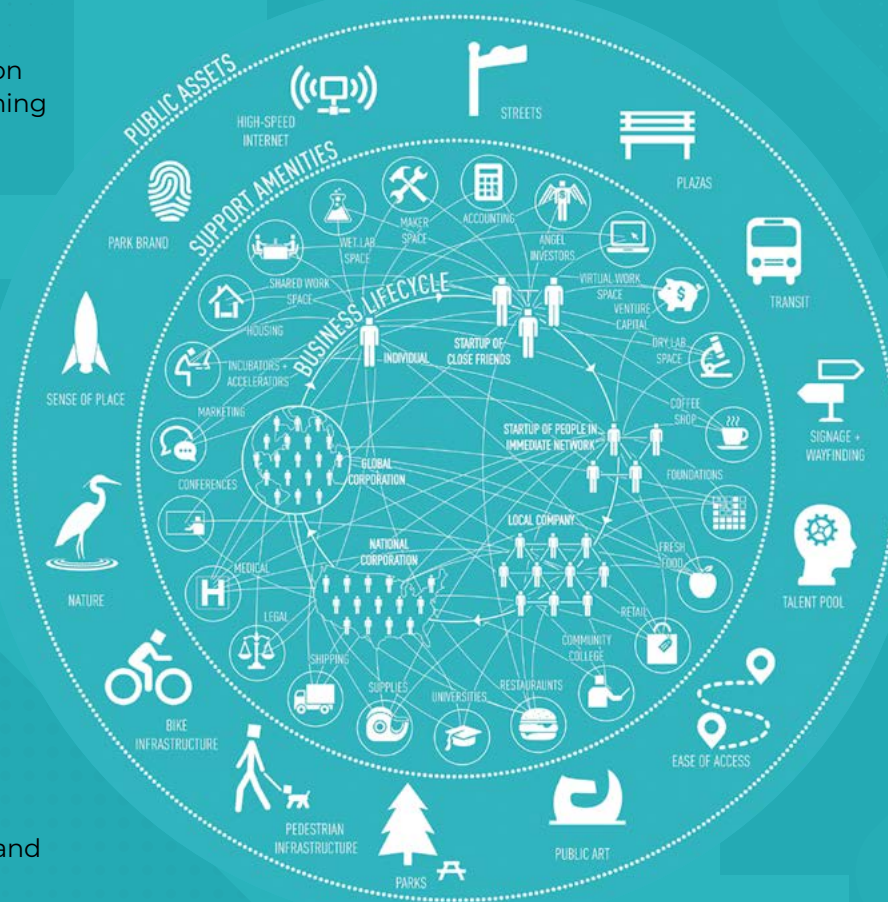 on
ning
and
PUBLIC ASSETS
HIGH-SPEED
INTERNET
STREETS
PLAZAS
TRANSIT
SIGNAGE +
WAYFINDING
TALENT POOL
EASE OF ACCESS
PUBLIC ART
PARKS
PEDESTRIAN
INFRASTRUCTURE
BIKE
INFRASTRUCTURE
NATURE
SENSE OF PLACE
PARK BRAND
SUPPORT AMENITIES
WET LAB
SPACE
MAKER
SPACE
ACCOUNTING
ANGEL
INVESTORS
VIRTUAL WORK
SPACE
VENTURE
CAPITAL
DRY LAB
SPACE
COFFEE
SHOP
FOUNDATIONS
FRESH
FOOD
RETAIL
COMMUNITY
COLLEGE
RESTAURAUNTS
UNIVERSITIES
SUPPLIES
SHIPPING
LEGAL
MEDICAL
H
CONFERENCES
MARKETING
INCUBATORS +
ACCELERATORS
HOUSING
SHARED WORK
SPACE
BUSINESS LIFECYCLE
INDIVIDUAL
STARTUP OF
CLOSE FRIENDS
STARTUP OF PEOPLE IN
IMMEDIATE NETWORK
LOCAL COMPANY
NATIONAL
CORPORATION
GLOBAL
CORPORATION
$
$